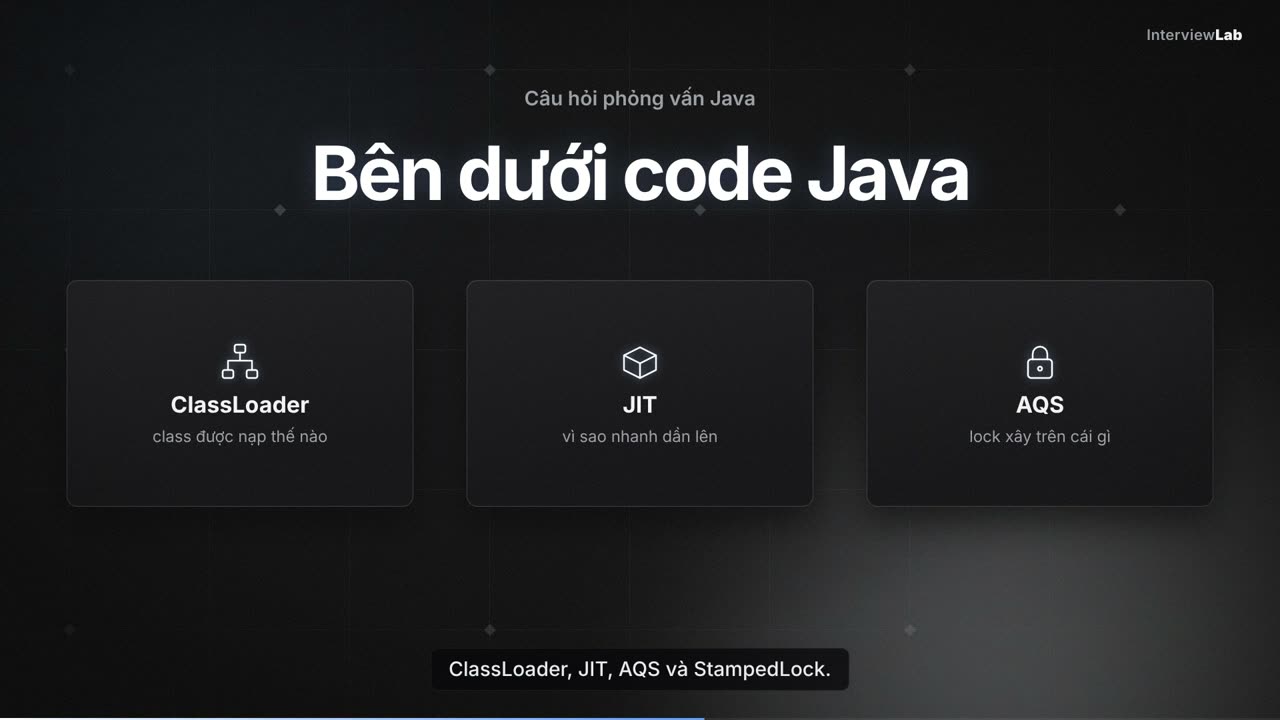 InterviewLab
Câu hỏi phỏng vấn Java
Bên dưới code Java
ClassLoader
class được nạp thế nào
JIT
vì sao nhanh dần lên
AQS
lock xây trên cái gì
ClassLoader, JIT, AQS và StampedLock.